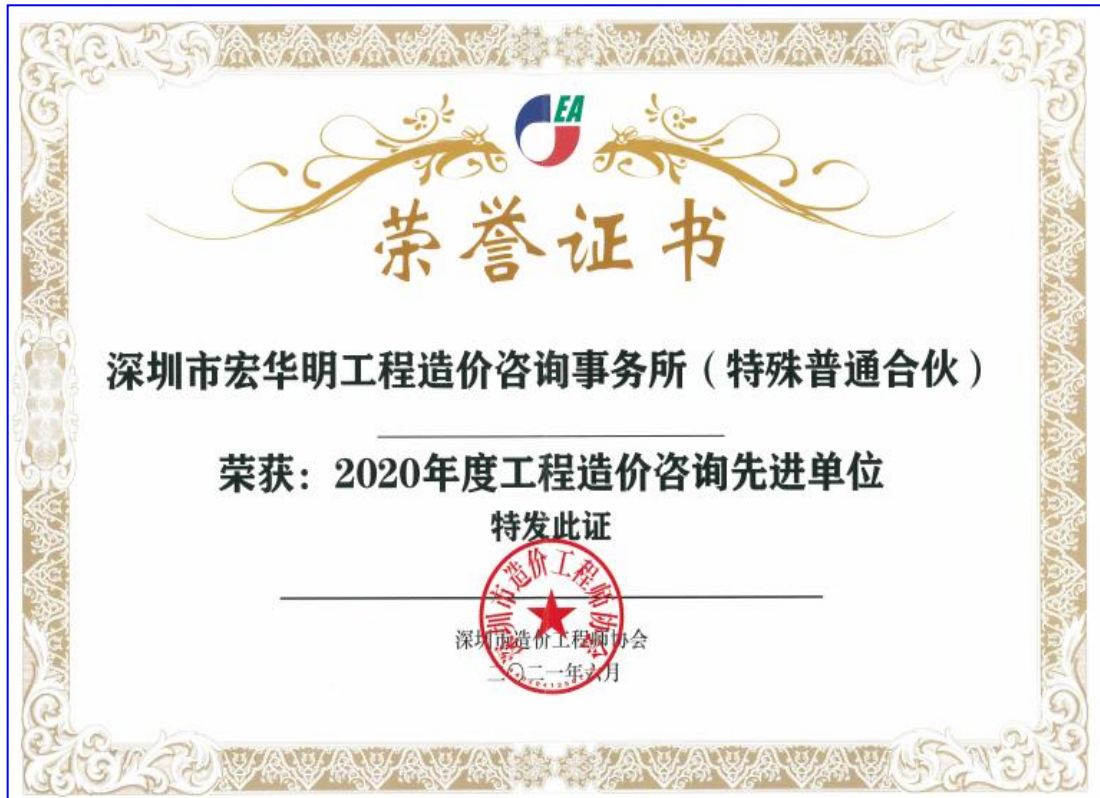 EA
荣誉证书
深圳市宏华明工程造价咨询事务所（特殊普通合伙）
荣获：2020年度工程造价咨询先进单位
特发此证
深圳市造价工程师协会
深圳市造价工程师协会
二〇二一年六月